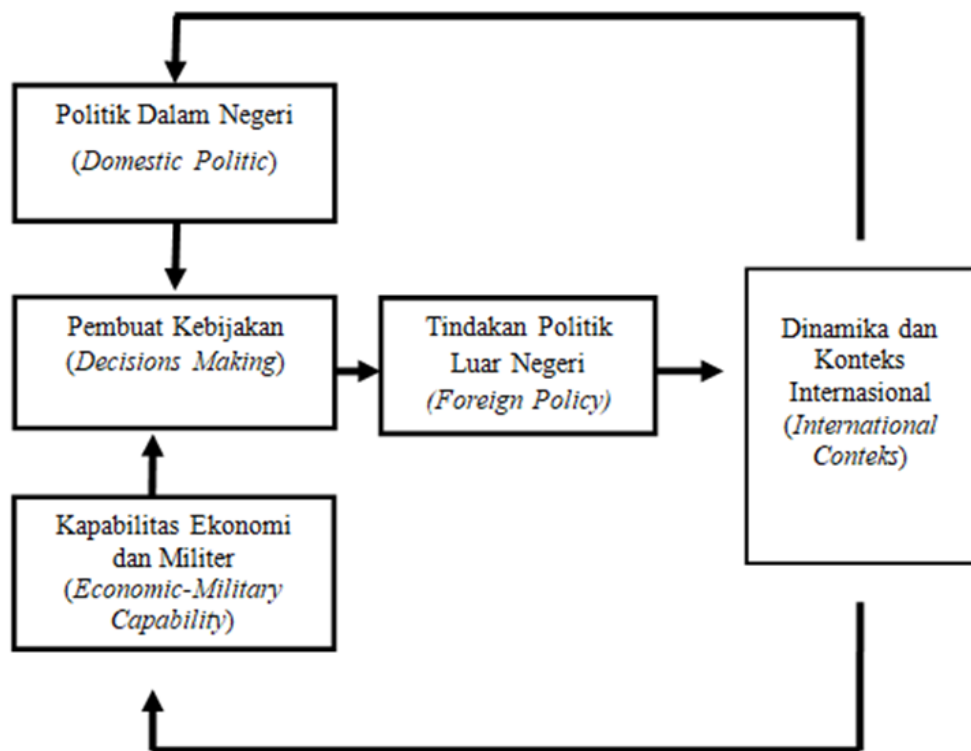 Politik Dalam Negeri
(Domestic Politic)
Pembuat Kebijakan
(Decisions Making)
Tindakan Politik
Luar Negeri
(Foreign Policy)
Dinamika dan
Konteks
Internasional
(International
Conteks)
Kapabilitas Ekonomi
dan Militer
(Economic-Military
Capability)